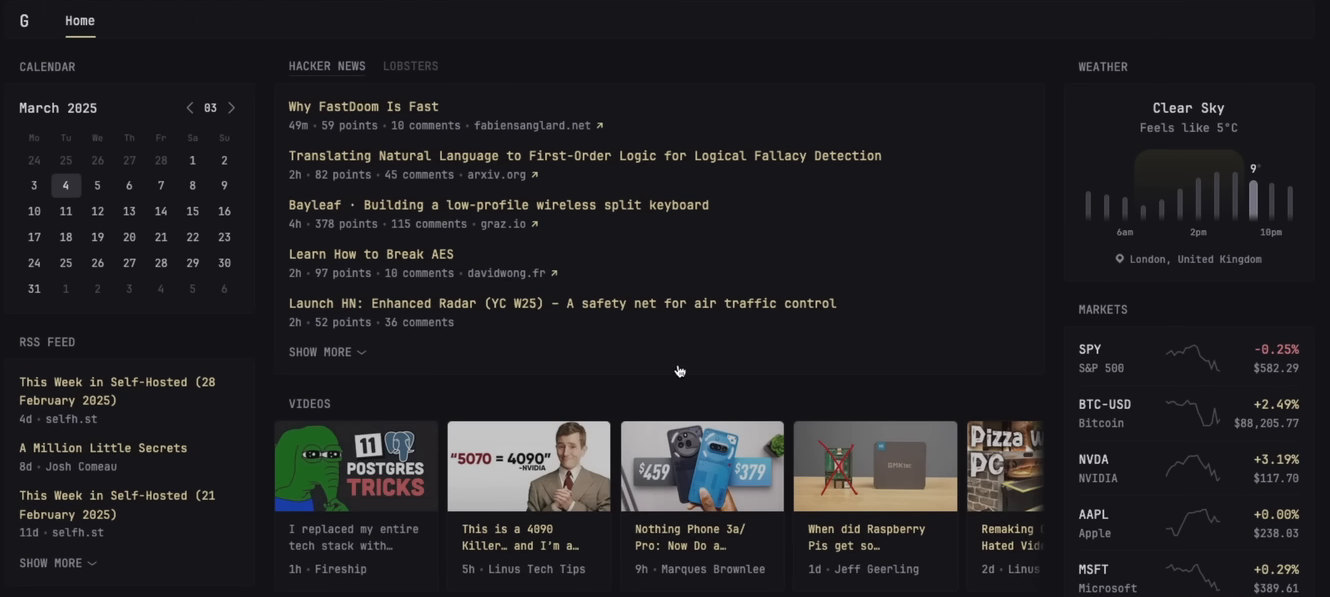 G
Home
CALENDAR
March 2025
03
Mo Tu We Th Fr Sa Su
24 25 26 27 28 1 2
3 4 5 6 7 8 9
10 11 12 13 14 15 16
17 18 19 20 21 22 23
24 25 26 27 28 29 30
31 1 2 3 4 5 6
RSS FEED
This Week in Self-Hosted (28
February 2025)
4d · selfh.st
A Million Little Secrets
8d · Josh Comeau
This Week in Self-Hosted (21
February 2025)
11d · selfh.st
SHOW MORE
HACKER NEWS
LOBSTERS
Why FastDoom Is Fast
49m · 59 points · 10 comments · fabiensanglard.net ↗
Translating Natural Language to First-Order Logic for Logical Fallacy Detection
2h · 82 points · 45 comments · arxiv.org ↗
Bayleaf · Building a low-profile wireless split keyboard
4h · 378 points · 115 comments · graz.io ↗
Learn How to Break AES
2h · 97 points · 10 comments · davidwong.fr ↗
Launch HN: Enhanced Radar (YC W25) – A safety net for air traffic control
2h · 52 points · 36 comments
SHOW MORE
VIDEOS
11
POSTGRES
TRICKS
I replaced my entire
tech stack with…
1h · Fireship
“5070 = 4090”
-NVIDIA
This is a 4090
Killer… and I’m a…
5h · Linus Tech Tips
$459
$379
Nothing Phone 3a/
Pro: Now Do a…
9h · Marques Brownlee
GMKtec
When did Raspberry
Pis get so…
1d · Jeff Geerling
Pizza
PC
Remaking
Hated
2d · Linus
WEATHER
Clear Sky
Feels like 5°C
9°
6am 2pm 10pm
London, United Kingdom
MARKETS
SPY -0.25%
S&P 500 $582.29
BTC-USD +2.49%
Bitcoin $88,205.77
NVDA +3.19%
NVIDIA $117.70
AAPL +0.00%
Apple $238.03
MSFT +0.29%
Microsoft $389.61